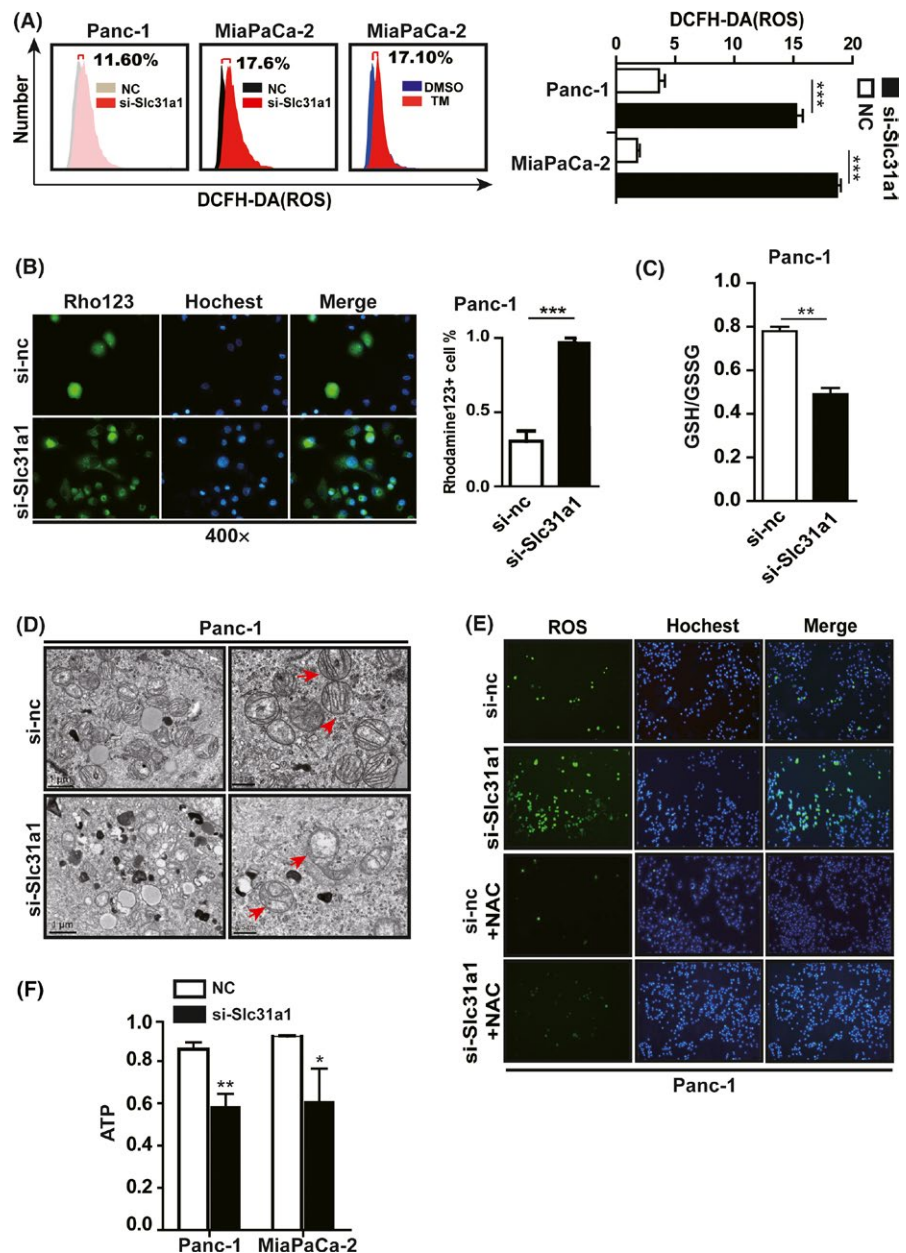 (A)
Panc-1 MiaPaCa-2 MiaPaCa-2
11.60% 17.6% 17.10%
NC NC DMSO
si-Slc31a1 si-Slc31a1 TM
Number
DCFH-DA(ROS)
DCFH-DA(ROS)
0 5 10 15 20
Panc-1
***
MiaPaCa-2
***
NC
si-Slc31a1
(B)
Rho123 Hochest Merge
si-nc
si-Slc31a1
400×
Panc-1
***
Rhodamine123+ cell %
1.0
0.5
0.0
si-nc
si-Slc31a1
(C)
Panc-1
**
GSH/GSSG
1.0
0.8
0.6
0.4
0.2
0.0
si-nc
si-Slc31a1
(D)
Panc-1
si-nc
si-Slc31a1
1 µm
1 µm
(E)
ROS Hochest Merge
si-nc
si-Slc31a1
si-nc
+NAC
si-Slc31a1
+NAC
Panc-1
(F)
NC
si-Slc31a1
ATP
1.0
0.8
0.6
0.4
0.2
0.0
**
*
Panc-1 MiaPaCa-2